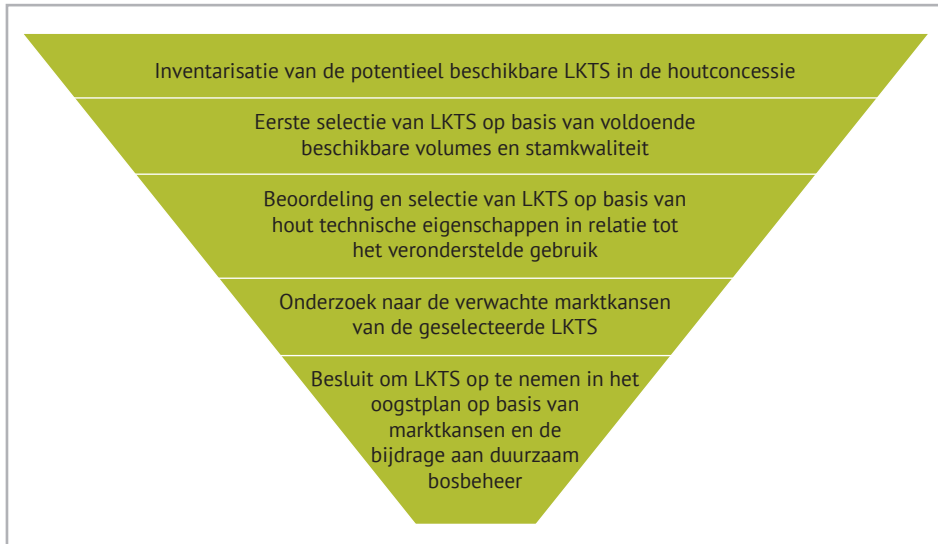 Inventarisatie van de potentieel beschikbare LKTS in de houtconcessie
Eerste selectie van LKTS op basis van voldoende
beschikbare volumes en stamkwaliteit
Beoordeling en selectie van LKTS op basis van
hout technische eigenschappen in relatie tot
het veronderstelde gebruik
Onderzoek naar de verwachte marktkansen
van de geselecteerde LKTS
Besluit om LKTS op te nemen in het
oogstplan op basis van
marktkansen en de
bijdrage aan duurzaam
bosbeheer